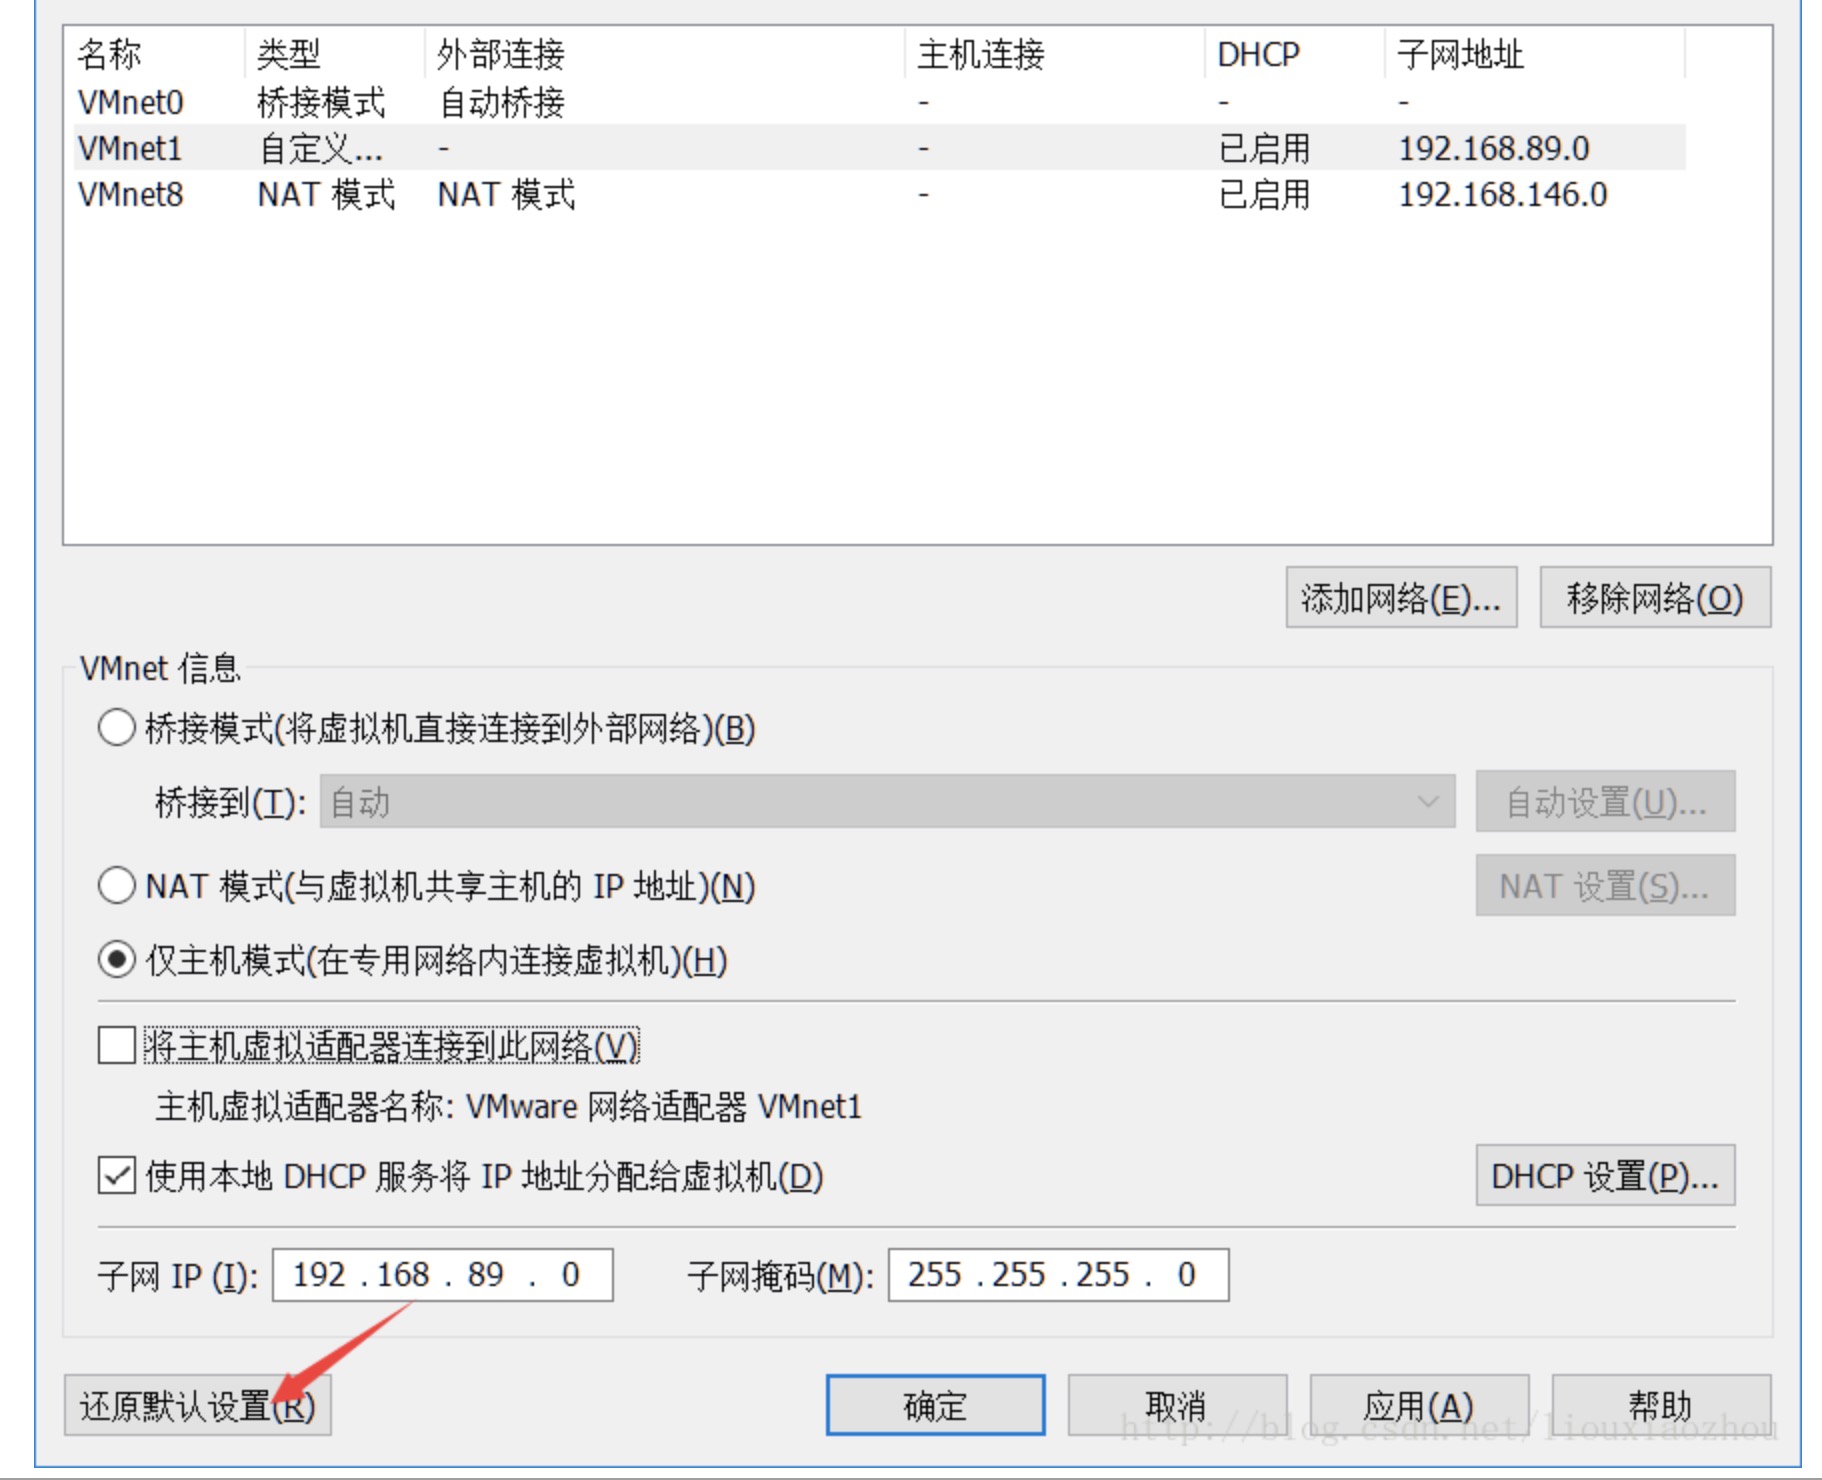 名称 类型 外部连接 主机连接 DHCP 子网地址
VMnet0 桥接模式 自动桥接 - - -
VMnet1 自定义... - - 已启用 192.168.89.0
VMnet8 NAT 模式 NAT 模式 - 已启用 192.168.146.0
添加网络(E)... 移除网络(O)
VMnet 信息
桥接模式(将虚拟机直接连接到外部网络)(B)
桥接到(T): 自动 自动设置(U)...
NAT 模式(与虚拟机共享主机的 IP 地址)(N) NAT 设置(S)...
仅主机模式(在专用网络内连接虚拟机)(H)
将主机虚拟适配器连接到此网络(V)
主机虚拟适配器名称: VMware 网络适配器 VMnet1
使用本地 DHCP 服务将 IP 地址分配给虚拟机(D) DHCP 设置(P)...
子网 IP (I): 192 . 168 . 89 . 0 子网掩码(M): 255 . 255 . 255 . 0
还原默认设置(R) 确定 取消 应用(A) 帮助
http://blog.csdn.net/liouxiaozhou